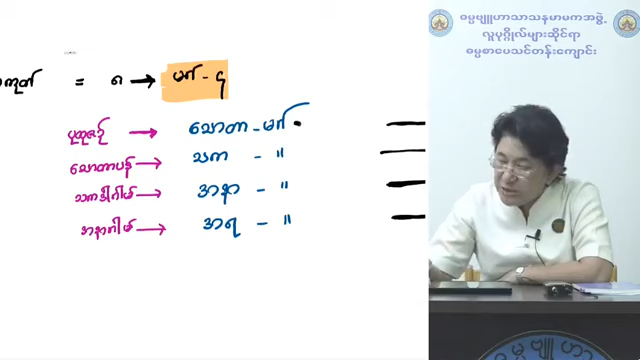 ဓမ္မဗျူဟာသာသနာ့မာမကအဖွဲ့
လူပုဂ္ဂိုလ်များဆိုင်ရာ
ဓမ္မစာပေသင်တန်းကျောင်း
= ၈ → မဂ် - ၄
ပုထုဇဉ် → သောတာ - မဂ်
သောတာပန် → သက - "
သကဒါဂါမ် → အနာ - "
အနာဂါမ် → အရ - "